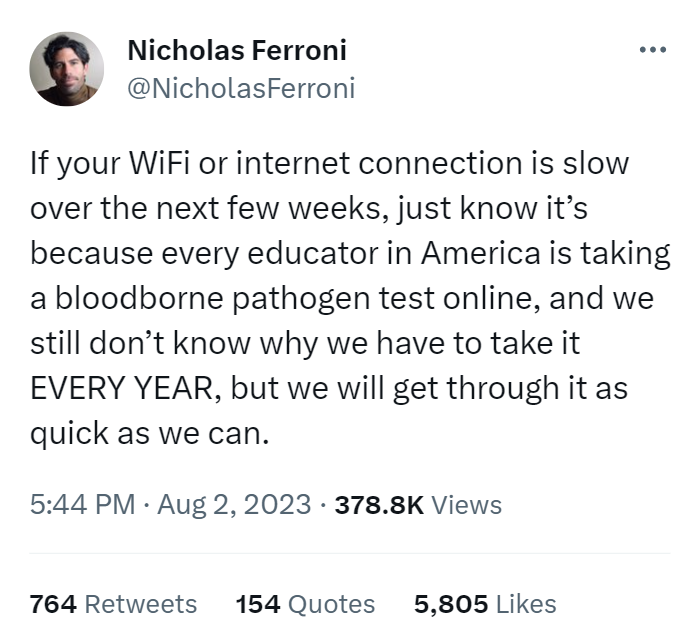 Nicholas Ferroni
@NicholasFerroni
If your WiFi or internet connection is slow
over the next few weeks, just know it’s
because every educator in America is taking
a bloodborne pathogen test online, and we
still don’t know why we have to take it
EVERY YEAR, but we will get through it as
quick as we can.
5:44 PM · Aug 2, 2023 · 378.8K Views
764 Retweets 154 Quotes 5,805 Likes